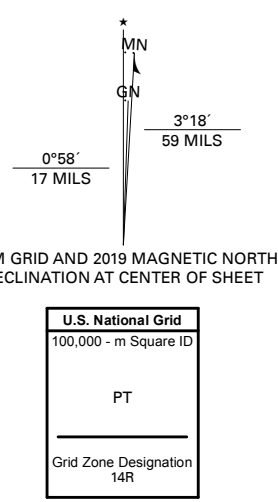 MN
GN
3°18´
59 MILS
0°58´
17 MILS
M GRID AND 2019 MAGNETIC NORTH
ECLINATION AT CENTER OF SHEET
U.S. National Grid
100,000 - m Square ID
PT
Grid Zone Designation
14R